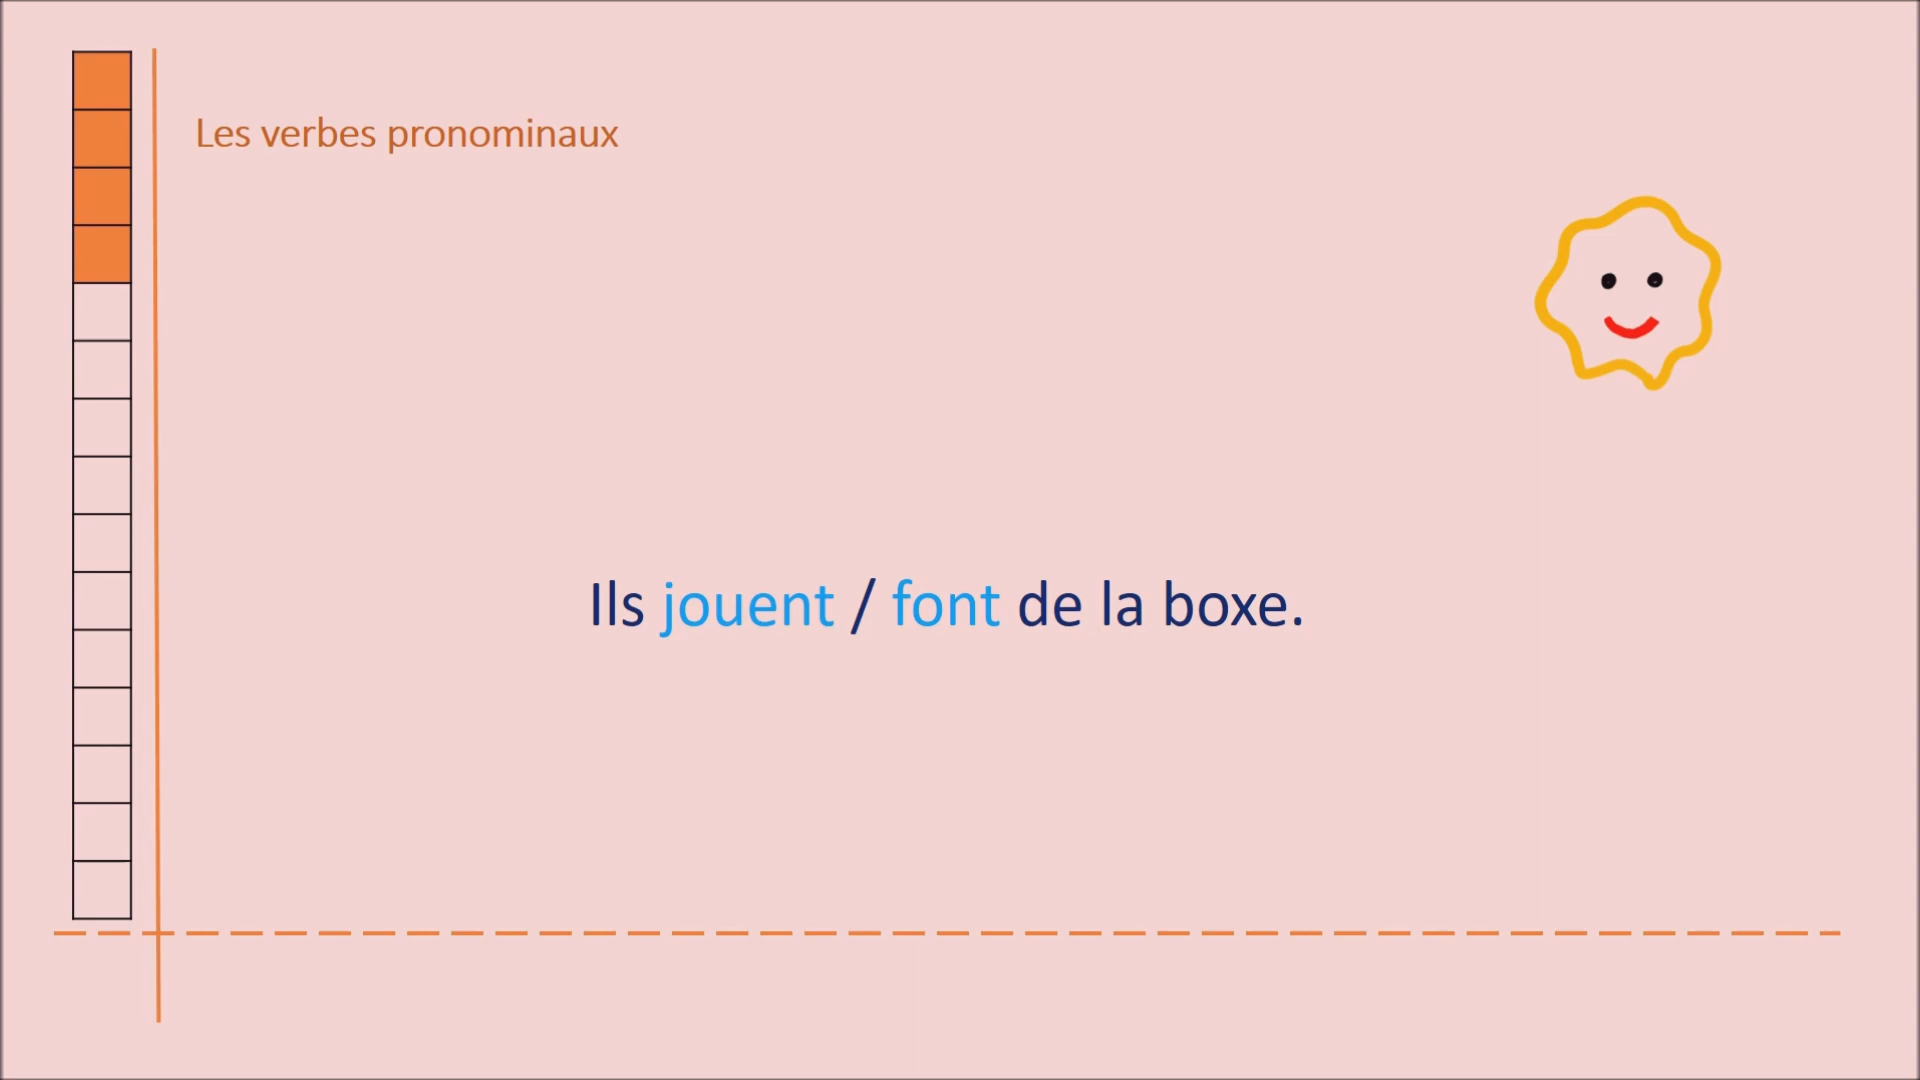 Les verbes pronominaux
Ils jouent / font de la boxe.